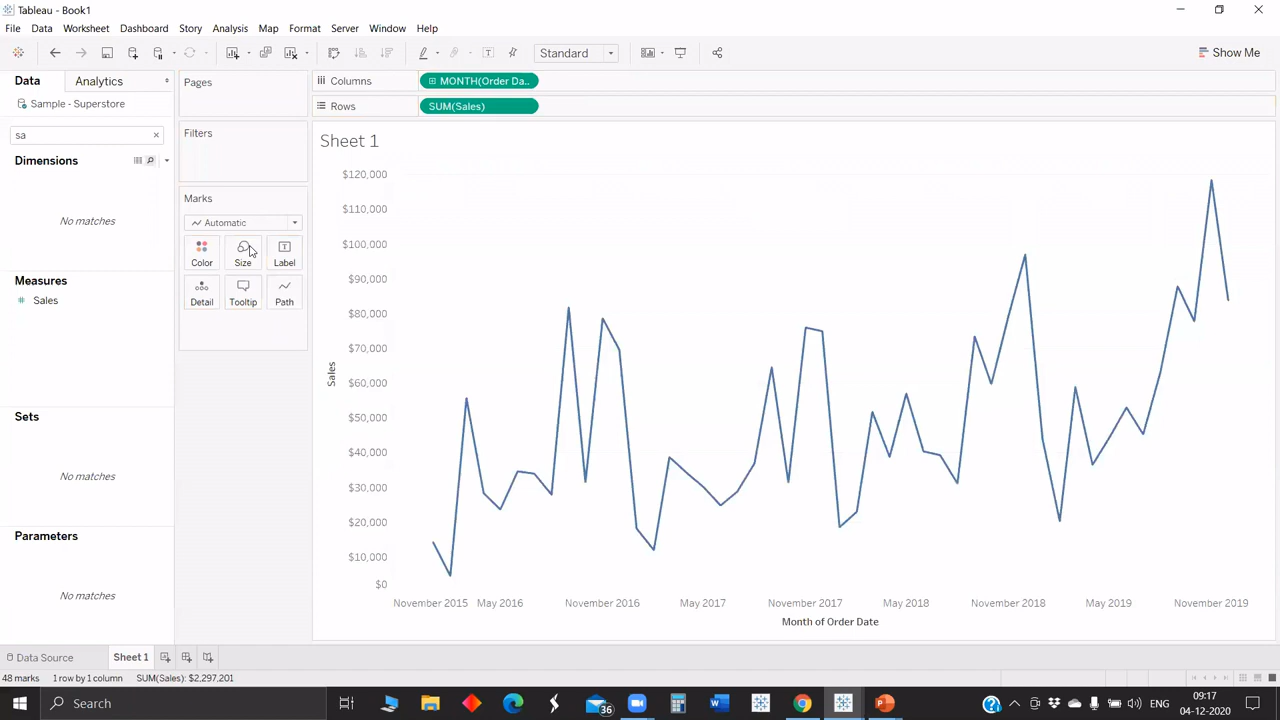 Tableau - Book1
File Data Worksheet Dashboard Story Analysis Map Format Server Window Help
Standard
Show Me
Data Analytics
Sample - Superstore
sa
Dimensions
No matches
Measures
Sales
Sets
No matches
Parameters
No matches
Pages
Filters
Marks
Automatic
Color Size Label
Detail Tooltip Path
Columns MONTH(Order Da..
Rows SUM(Sales)
Sheet 1
$120,000
$110,000
$100,000
$90,000
$80,000
$70,000
$60,000
$50,000
$40,000
$30,000
$20,000
$10,000
$0
Sales
November 2015 May 2016 November 2016 May 2017 November 2017 May 2018 November 2018 May 2019 November 2019
Month of Order Date
Data Source Sheet 1
48 marks 1 row by 1 column SUM(Sales): $2,297,201
Search
36
ENG
09:17
04-12-2020